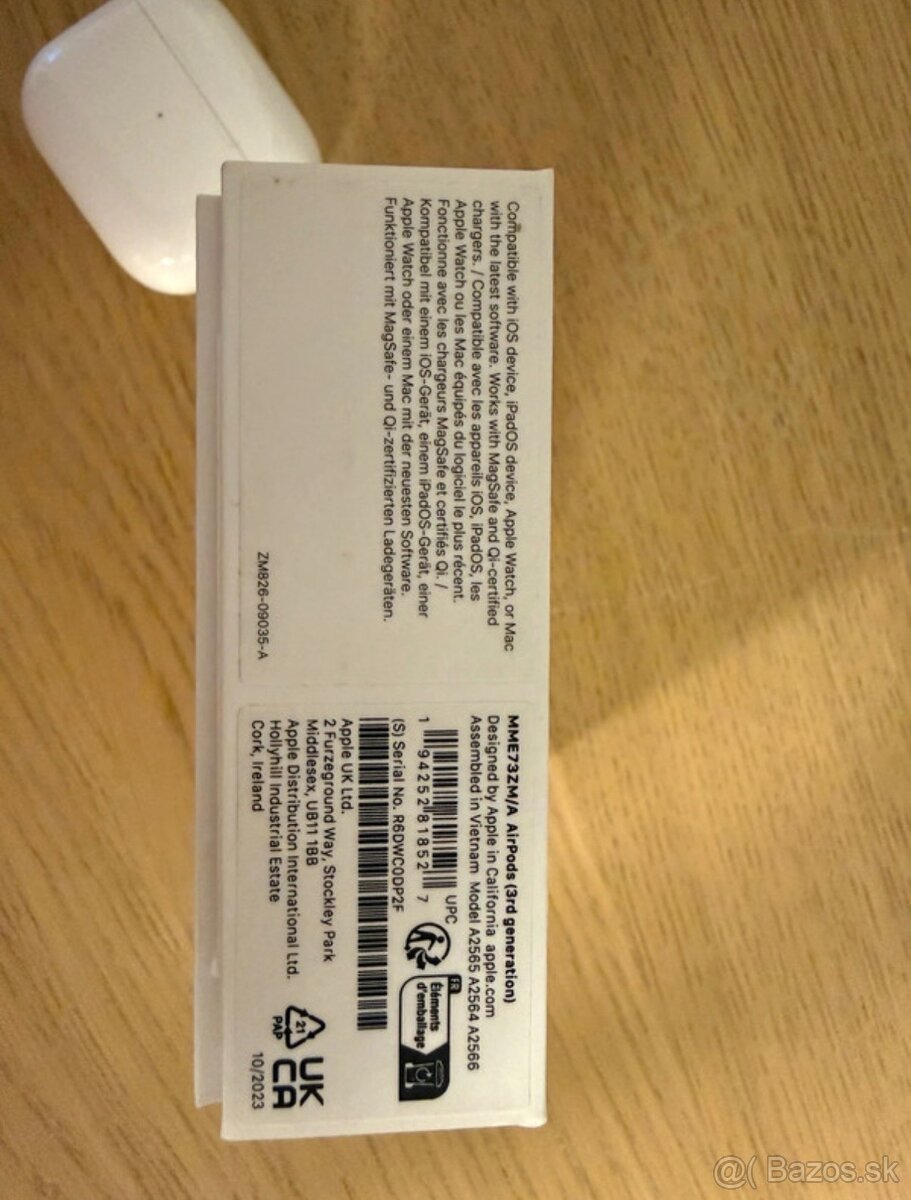 Compatible with iOS device, iPadOS device, Apple Watch, or Mac
with the latest software. Works with MagSafe and Qi-certified
chargers. / Compatible avec les appareils iOS, iPadOS, les
Apple Watch ou les Mac équipés du logiciel le plus récent.
Fonctionne avec les chargeurs MagSafe et certifiés Qi. /
Kompatibel mit einem iOS-Gerät, einem iPadOS-Gerät, einer
Apple Watch oder einem Mac mit der neuesten Software.
Funktioniert mit MagSafe- und Qi-zertifizierten Ladegeräten.
ZM826-09035-A
MME73ZM/A AirPods (3rd generation)
Designed by Apple in California apple.com
Assembled in Vietnam Model A2565 A2564 A2566
UPC
1 94252 81852 7
FR
Éléments
d'emballage
(S) Serial No. R6DWC0DP2F
Apple UK Ltd.
2 Furzeground Way, Stockley Park
Middlesex, UB11 1BB
Apple Distribution International Ltd.
Hollyhill Industrial Estate
Cork, Ireland
21
PAP
UK
CA
10/2023
@( Bazos.sk